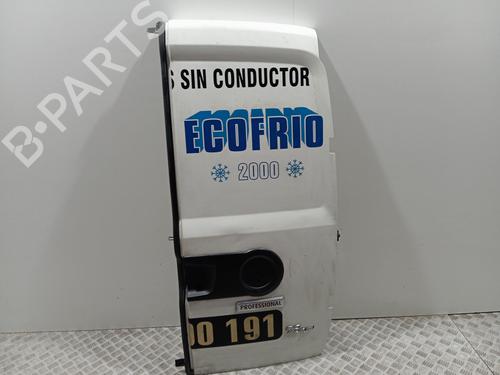 S SIN CONDUCTOR
ECOFRIO
2000
PROFESSIONAL
00 191
B-PARTS